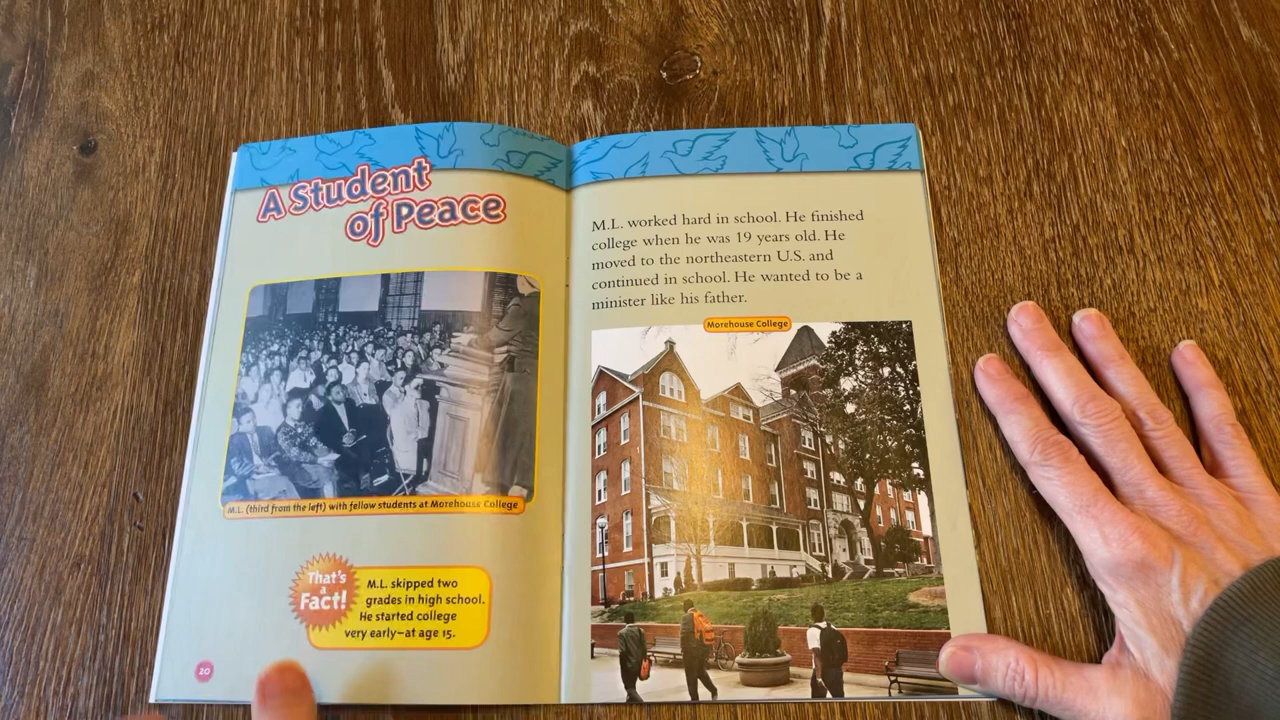 A Student
of Peace
M.L. (third from the left) with fellow students at Morehouse College
That's
a
Fact!
M.L. skipped two
grades in high school.
He started college
very early—at age 15.
20
M.L. worked hard in school. He finished
college when he was 19 years old. He
moved to the northeastern U.S. and
continued in school. He wanted to be a
minister like his father.
Morehouse College